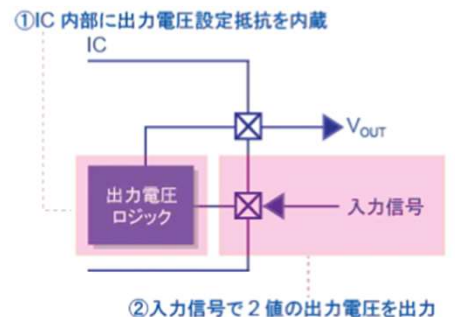 ①IC 内部に出力電圧設定抵抗を内蔵
IC
V_OUT
出力電圧
ロジック
入力信号
②入力信号で2値の出力電圧を出力